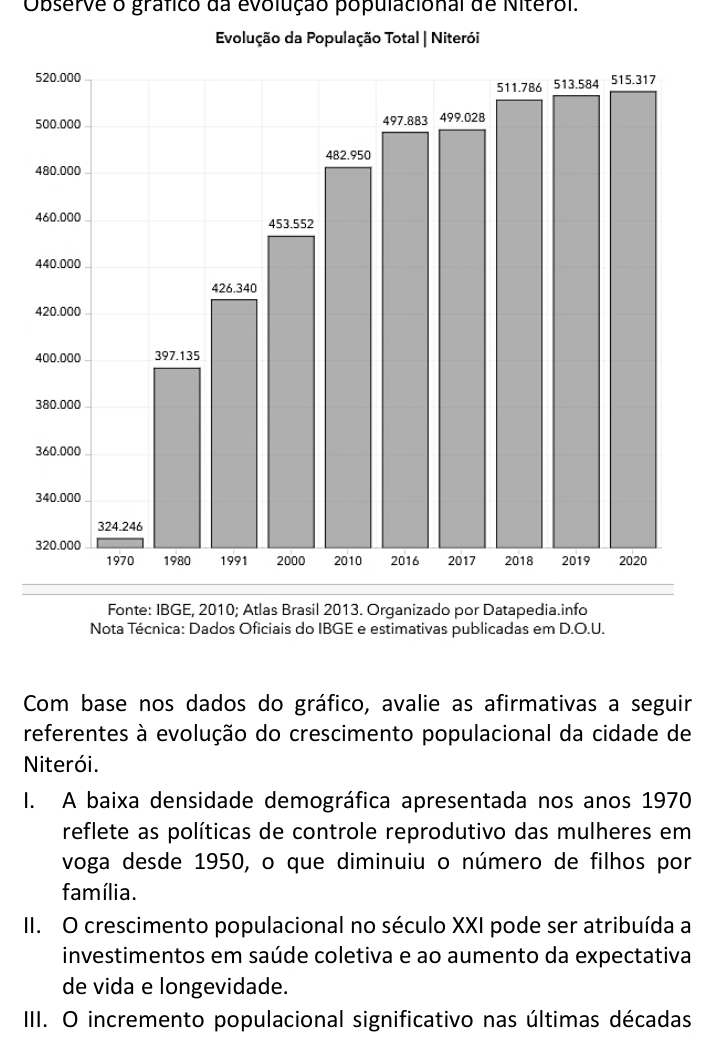 Observe o gráfico da evolução populacional de Niterói.
Evolução da População Total | Niterói
520.000
500.000
480.000
460.000
440.000
420.000
400.000
380.000
360.000
340.000
320.000
324.246
397.135
426.340
453.552
482.950
497.883
499.028
511.786
513.584
515.317
1970 1980 1991 2000 2010 2016 2017 2018 2019 2020
Fonte: IBGE, 2010; Atlas Brasil 2013. Organizado por Datapedia.info
Nota Técnica: Dados Oficiais do IBGE e estimativas publicadas em D.O.U.
Com base nos dados do gráfico, avalie as afirmativas a seguir
referentes à evolução do crescimento populacional da cidade de
Niterói.
I. A baixa densidade demográfica apresentada nos anos 1970
reflete as políticas de controle reprodutivo das mulheres em
voga desde 1950, o que diminuiu o número de filhos por
família.
II. O crescimento populacional no século XXI pode ser atribuída a
investimentos em saúde coletiva e ao aumento da expectativa
de vida e longevidade.
III. O incremento populacional significativo nas últimas décadas